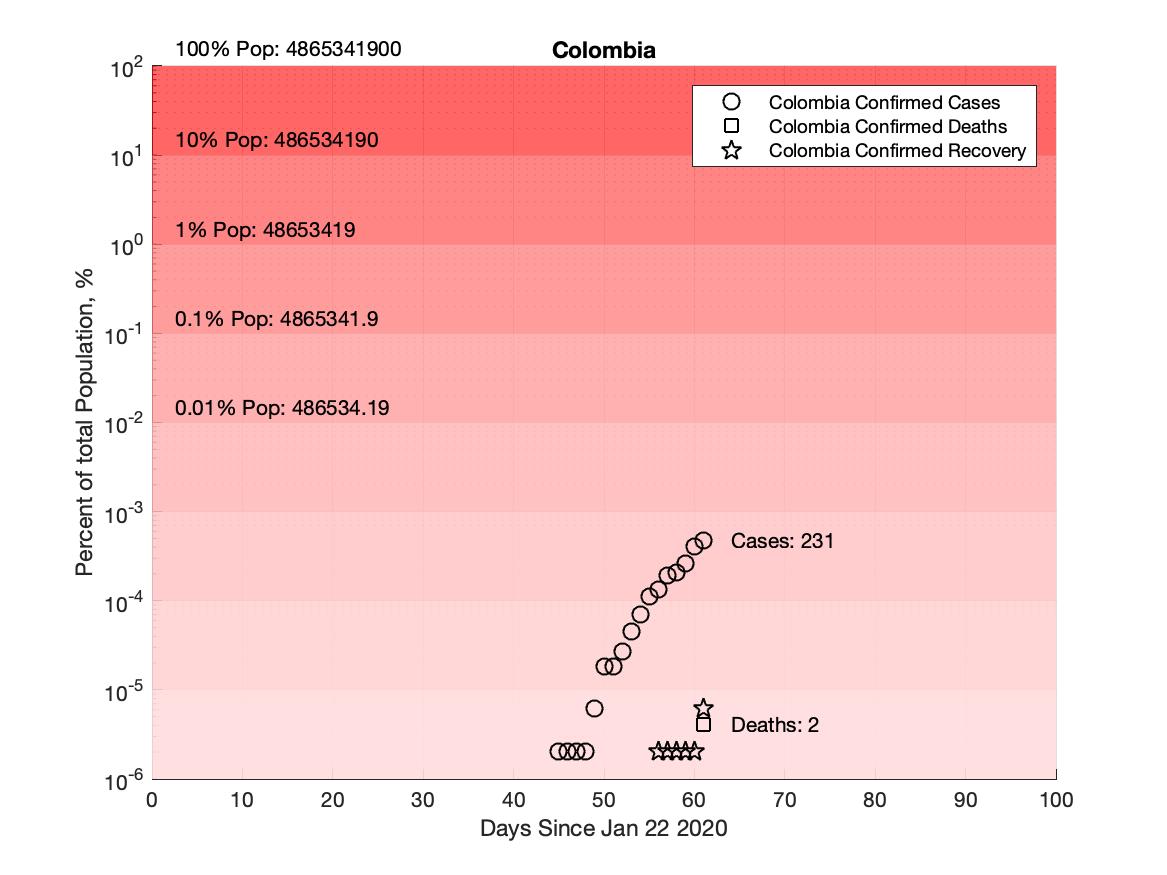 100% Pop: 4865341900
Colombia
10^2
10% Pop: 486534190
10^1
1% Pop: 48653419
10^0
0.1% Pop: 4865341.9
10^-1
0.01% Pop: 486534.19
10^-2
10^-3
10^-4
10^-5
10^-6
Percent of total Population, %
Colombia Confirmed Cases
Colombia Confirmed Deaths
Colombia Confirmed Recovery
Cases: 231
Deaths: 2
0 10 20 30 40 50 60 70 80 90 100
Days Since Jan 22 2020